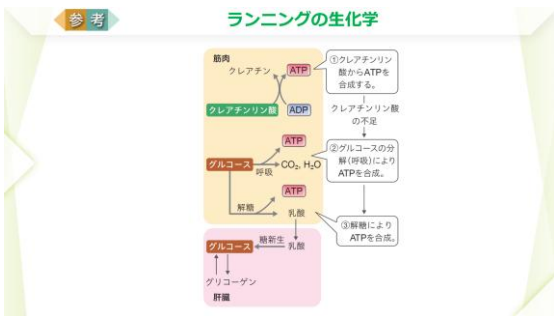 参考
ランニングの生化学
筋肉
クレアチン
ATP
①クレアチンリン
酸からATPを
合成する。
クレアチンリン酸
ADP
クレアチンリン酸
の不足
ATP
グルコース
呼吸
CO₂, H₂O
②グルコースの分
解(呼吸)により
ATPを合成。
ATP
解糖
乳酸
③解糖により
ATPを合成。
グルコース
糖新生
乳酸
グリコーゲン
肝臓